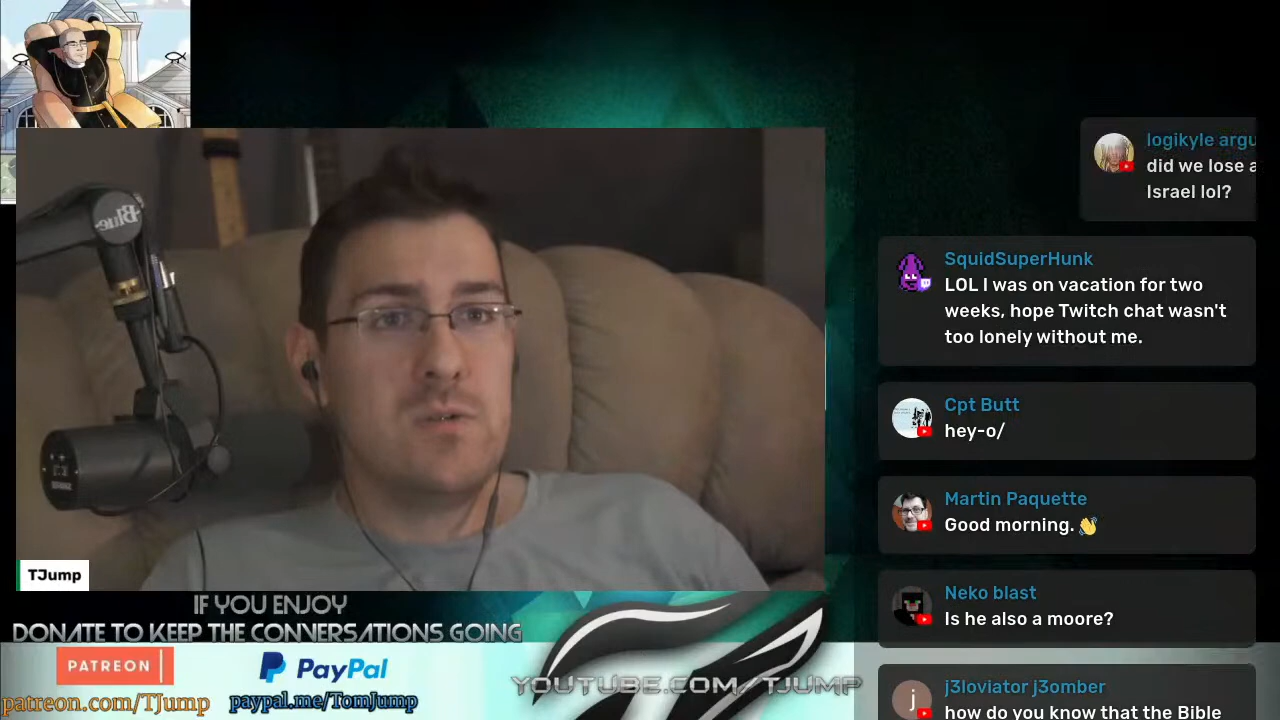 logikyle argu
did we lose a
Israel lol?
SquidSuperHunk
LOL I was on vacation for two
weeks, hope Twitch chat wasn't
too lonely without me.
Cpt Butt
hey-o/
Martin Paquette
Good morning. 👋
Neko blast
Is he also a moore?
j
j3loviator j3omber
how do you know that the Bible
Blue
TJump
IF YOU ENJOY
DONATE TO KEEP THE CONVERSATIONS GOING
PATREON
PayPal
patreon.com/TJump
paypal.me/TomJump
YOUTUBE.COM/TJUMP